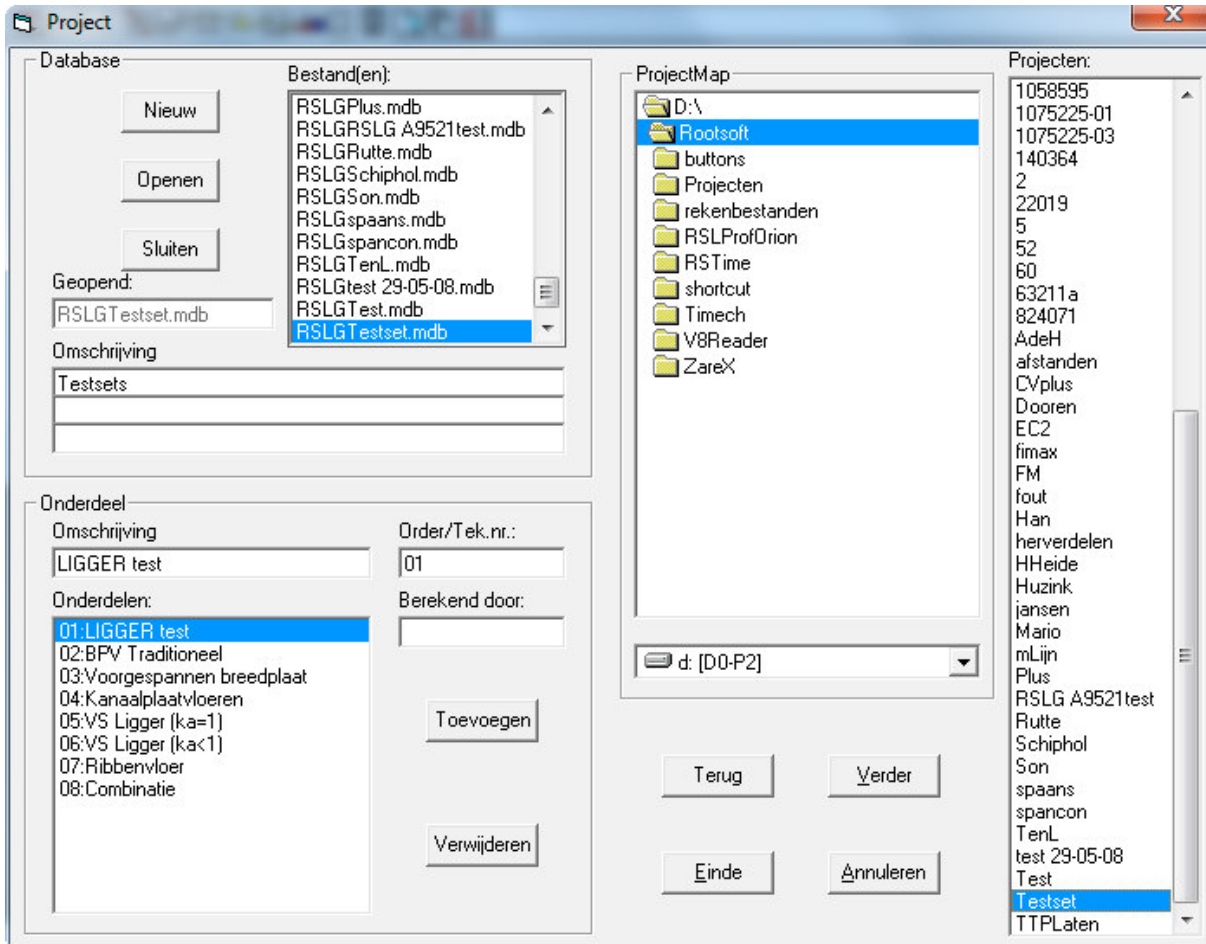 Project
Database
Bestand(en):
Nieuw
Openen
Sluiten
RSLGPlus.mdb
RSLGRSLG A9521test.mdb
RSLGRutte.mdb
RSLGSchiphol.mdb
RSLGSon.mdb
RSLGspaans.mdb
RSLGspancon.mdb
RSLGTenL.mdb
RSLGtest 29-05-08.mdb
RSLGTest.mdb
RSLGTestset.mdb
Geopend:
RSLGTestset.mdb
Omschrijving
Testsets
Onderdeel
Omschrijving
LIGGER test
Order/Tek.nr.:
01
Onderdelen:
01:LIGGER test
02:BPV Traditioneel
03:Voorgespannen breedplaat
04:Kanaalplaatvloeren
05:VS Ligger (ka=1)
06:VS Ligger (ka<1)
07:Ribbenvloer
08:Combinatie
Berekend door:
Toevoegen
Verwijderen
ProjectMap
D:\
Rootsoft
buttons
Projecten
rekenbestanden
RSLProfOrion
RSTime
shortcut
Timech
V8Reader
ZareX
d: [D0-P2]
Terug
Verder
Einde
Annuleren
Projecten:
1058595
1075225-01
1075225-03
140364
2
22019
5
52
60
63211a
824071
AdeH
afstanden
CVplus
Dooren
EC2
fimax
FM
fout
Han
herverdelen
HHeide
Huzink
jansen
Mario
mLijn
Plus
RSLG A9521test
Rutte
Schiphol
Son
spaans
spancon
TenL
test 29-05-08
Test
Testset
TTPLaten